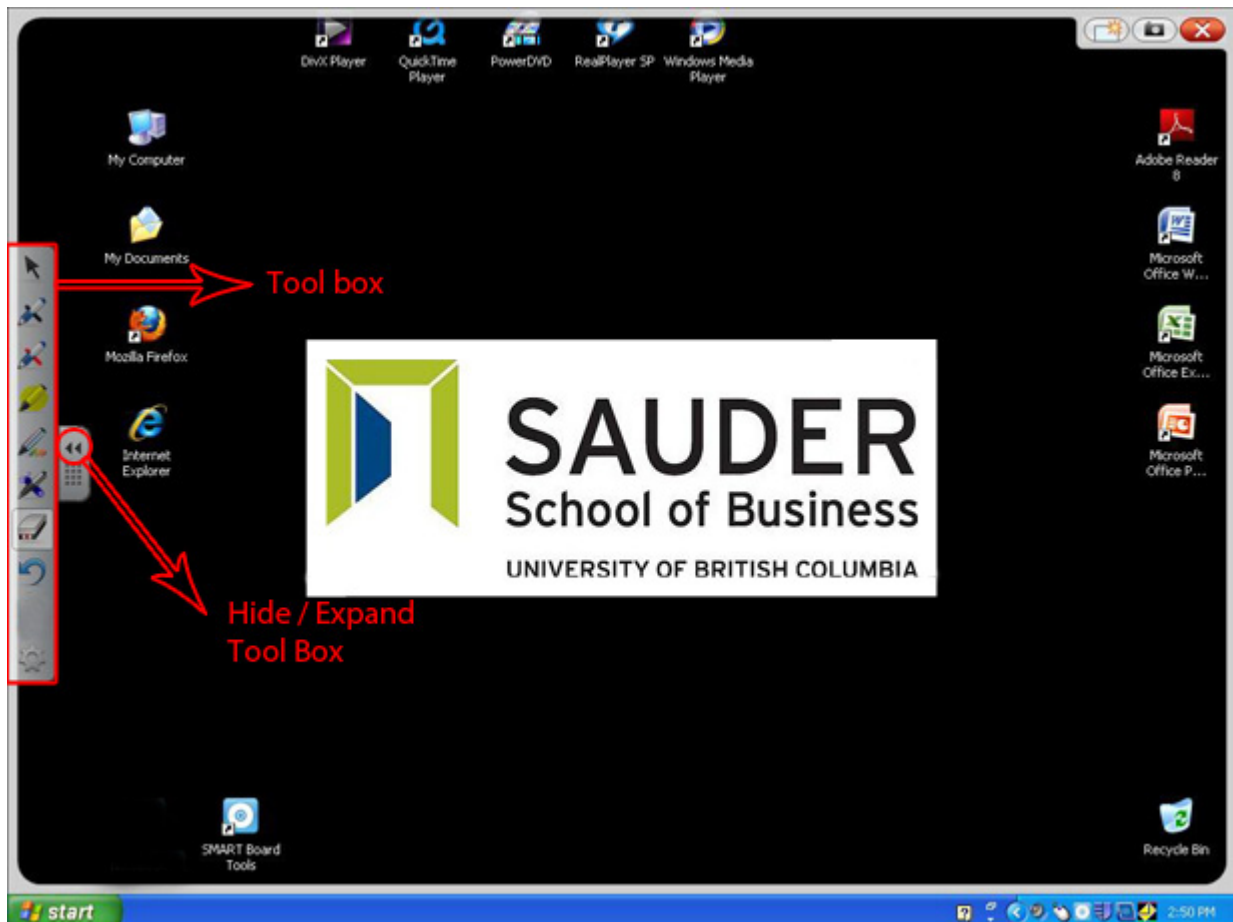 DivX Player
QuickTime
Player
PowerDVD
RealPlayer SP
Windows Media
Player
My Computer
Adobe Reader
8
My Documents
Microsoft
Office W...
Tool box
Mozilla Firefox
Microsoft
Office Ex...
SAUDER
School of Business
UNIVERSITY OF BRITISH COLUMBIA
Internet
Explorer
Microsoft
Office P...
Hide / Expand
Tool Box
SMART Board
Tools
Recycle Bin
start
2:50 PM